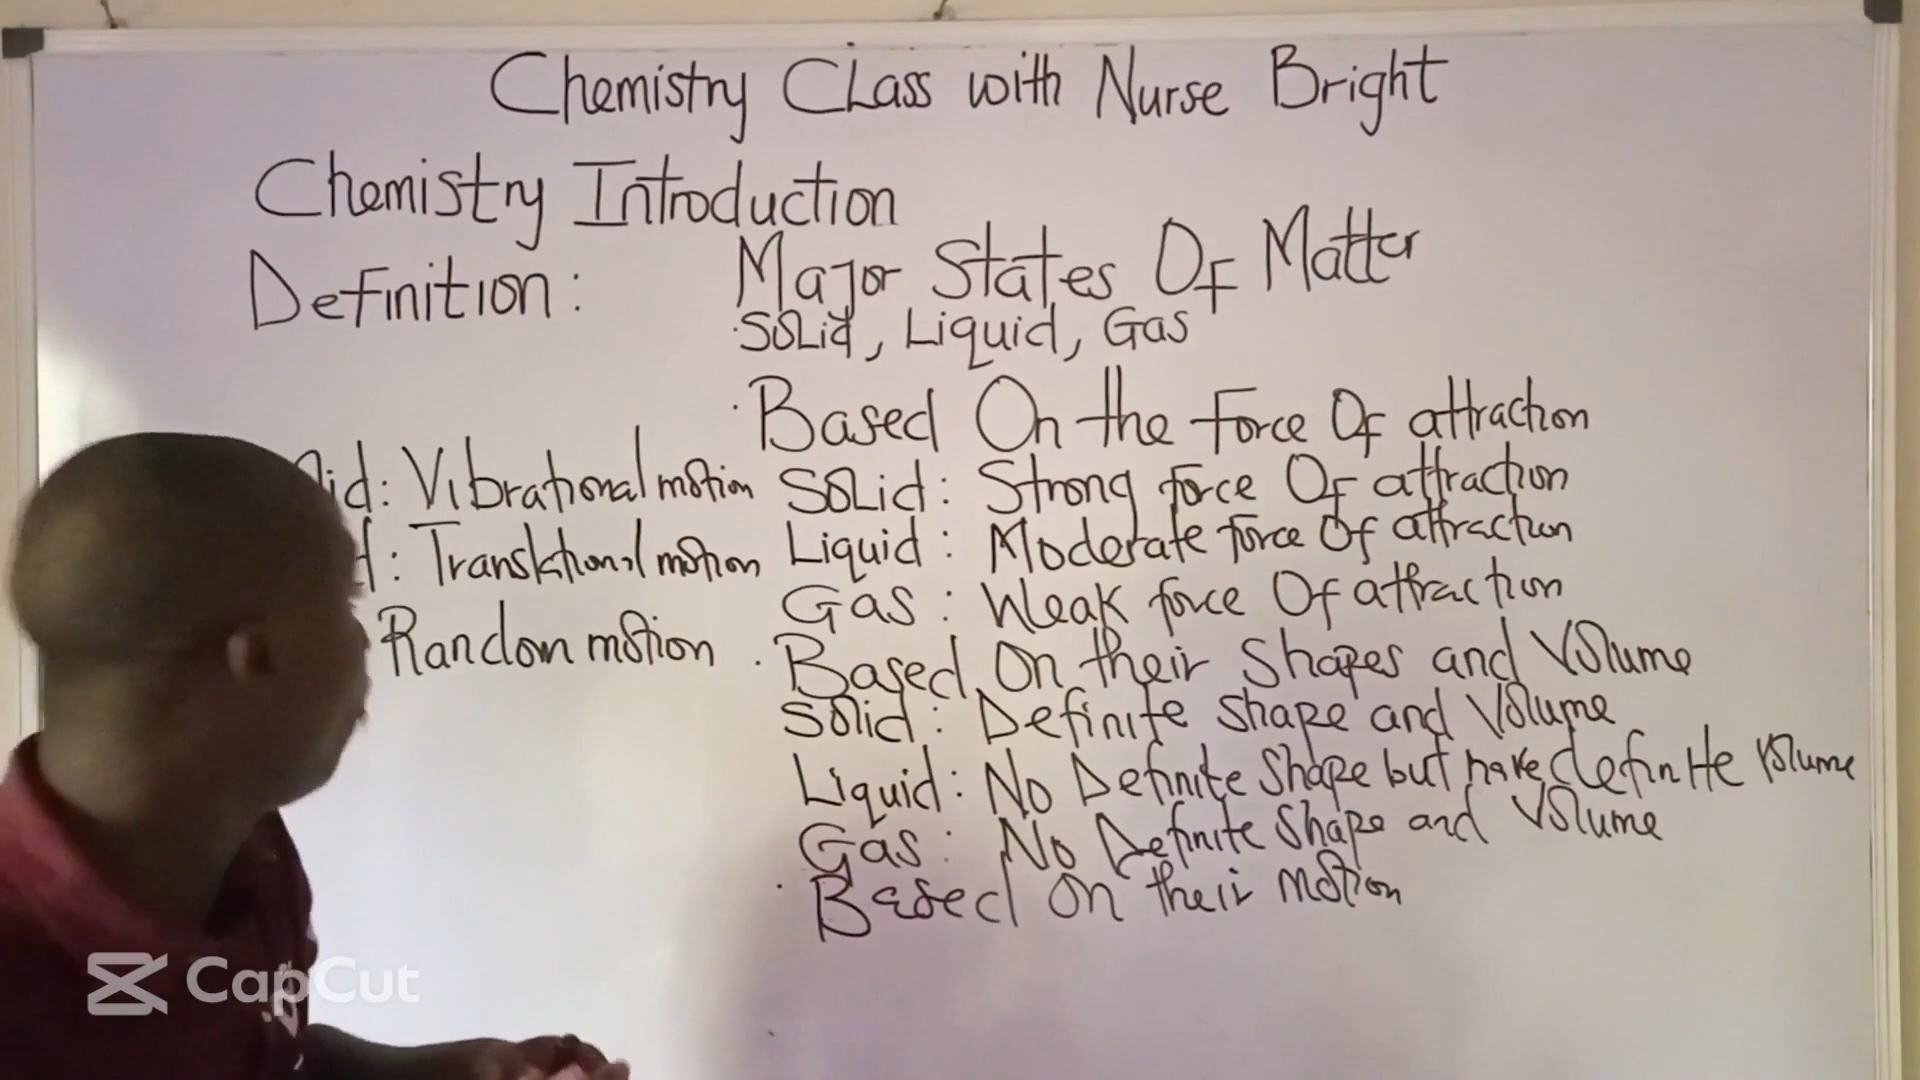 Chemistry Class with Nurse Bright
Chemistry Introduction
Definition:
Major States Of Matter
·Solid, Liquid, Gas
·Based On the Force Of attraction
Solid: Strong force Of attraction
Liquid: Moderate force Of attraction
Gas: Weak force Of attraction
·Based On their Shapes and Volume
Solid: Definite Shape and Volume
Liquid: No Definite Shape but have definite Volume
Gas: No Definite Shape and Volume
·Based On their motion
: Vibrational motion
: Translational motion
Random motion
CapCut